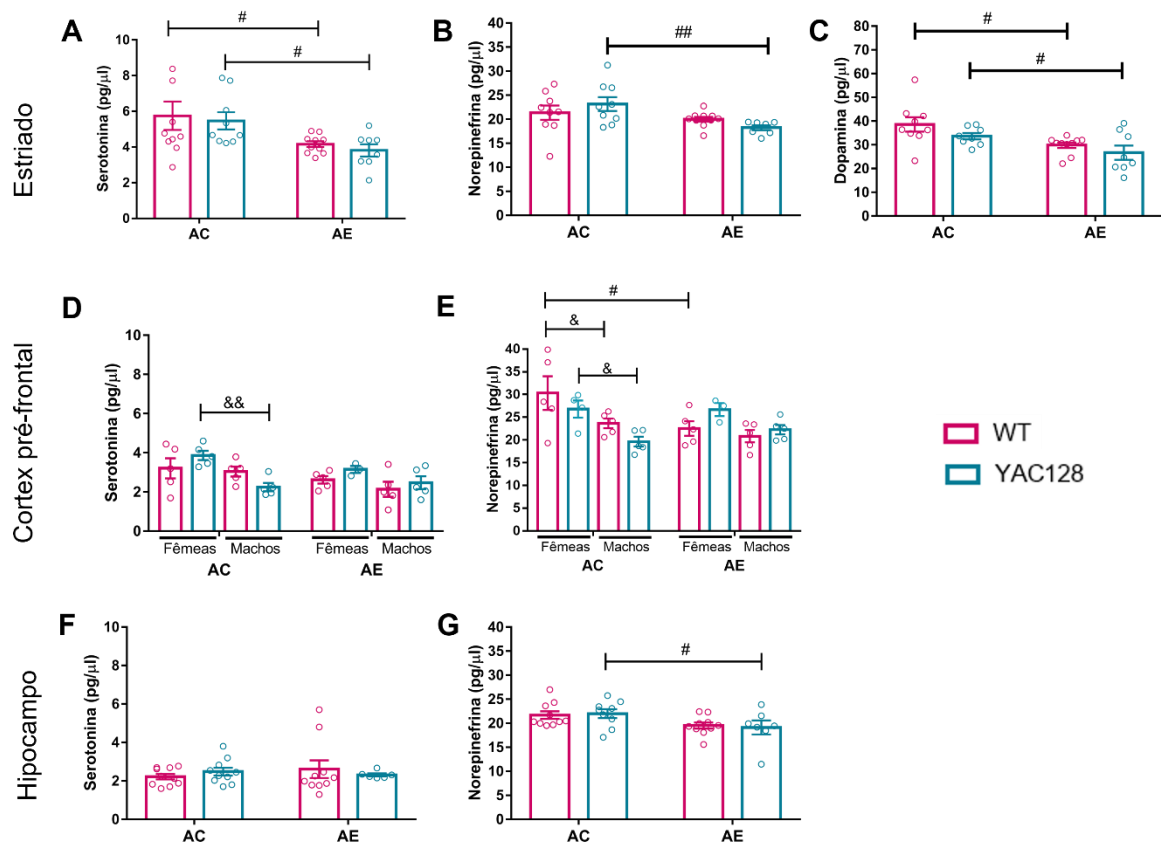 Estriado
A
Serotonina (pg/µl)
10
8
6
4
2
0
#
#
AC
AE
B
Norepinefrina (pg/µl)
40
35
30
25
20
15
10
5
0
##
AC
AE
C
Dopamina (pg/µl)
80
70
60
50
40
30
20
10
0
#
#
AC
AE
Cortex pré-frontal
D
Serotonina (pg/µl)
10
8
6
4
2
0
&&
Fêmeas
Machos
Fêmeas
Machos
AC
AE
E
Norepinefrina (pg/µl)
40
35
30
25
20
15
10
5
0
#
&
&
Fêmeas
Machos
Fêmeas
Machos
AC
AE
WT
YAC128
Hipocampo
F
Serotonina (pg/µl)
10
8
6
4
2
0
AC
AE
G
Norepinefrina (pg/µl)
40
35
30
25
20
15
10
5
0
#
AC
AE